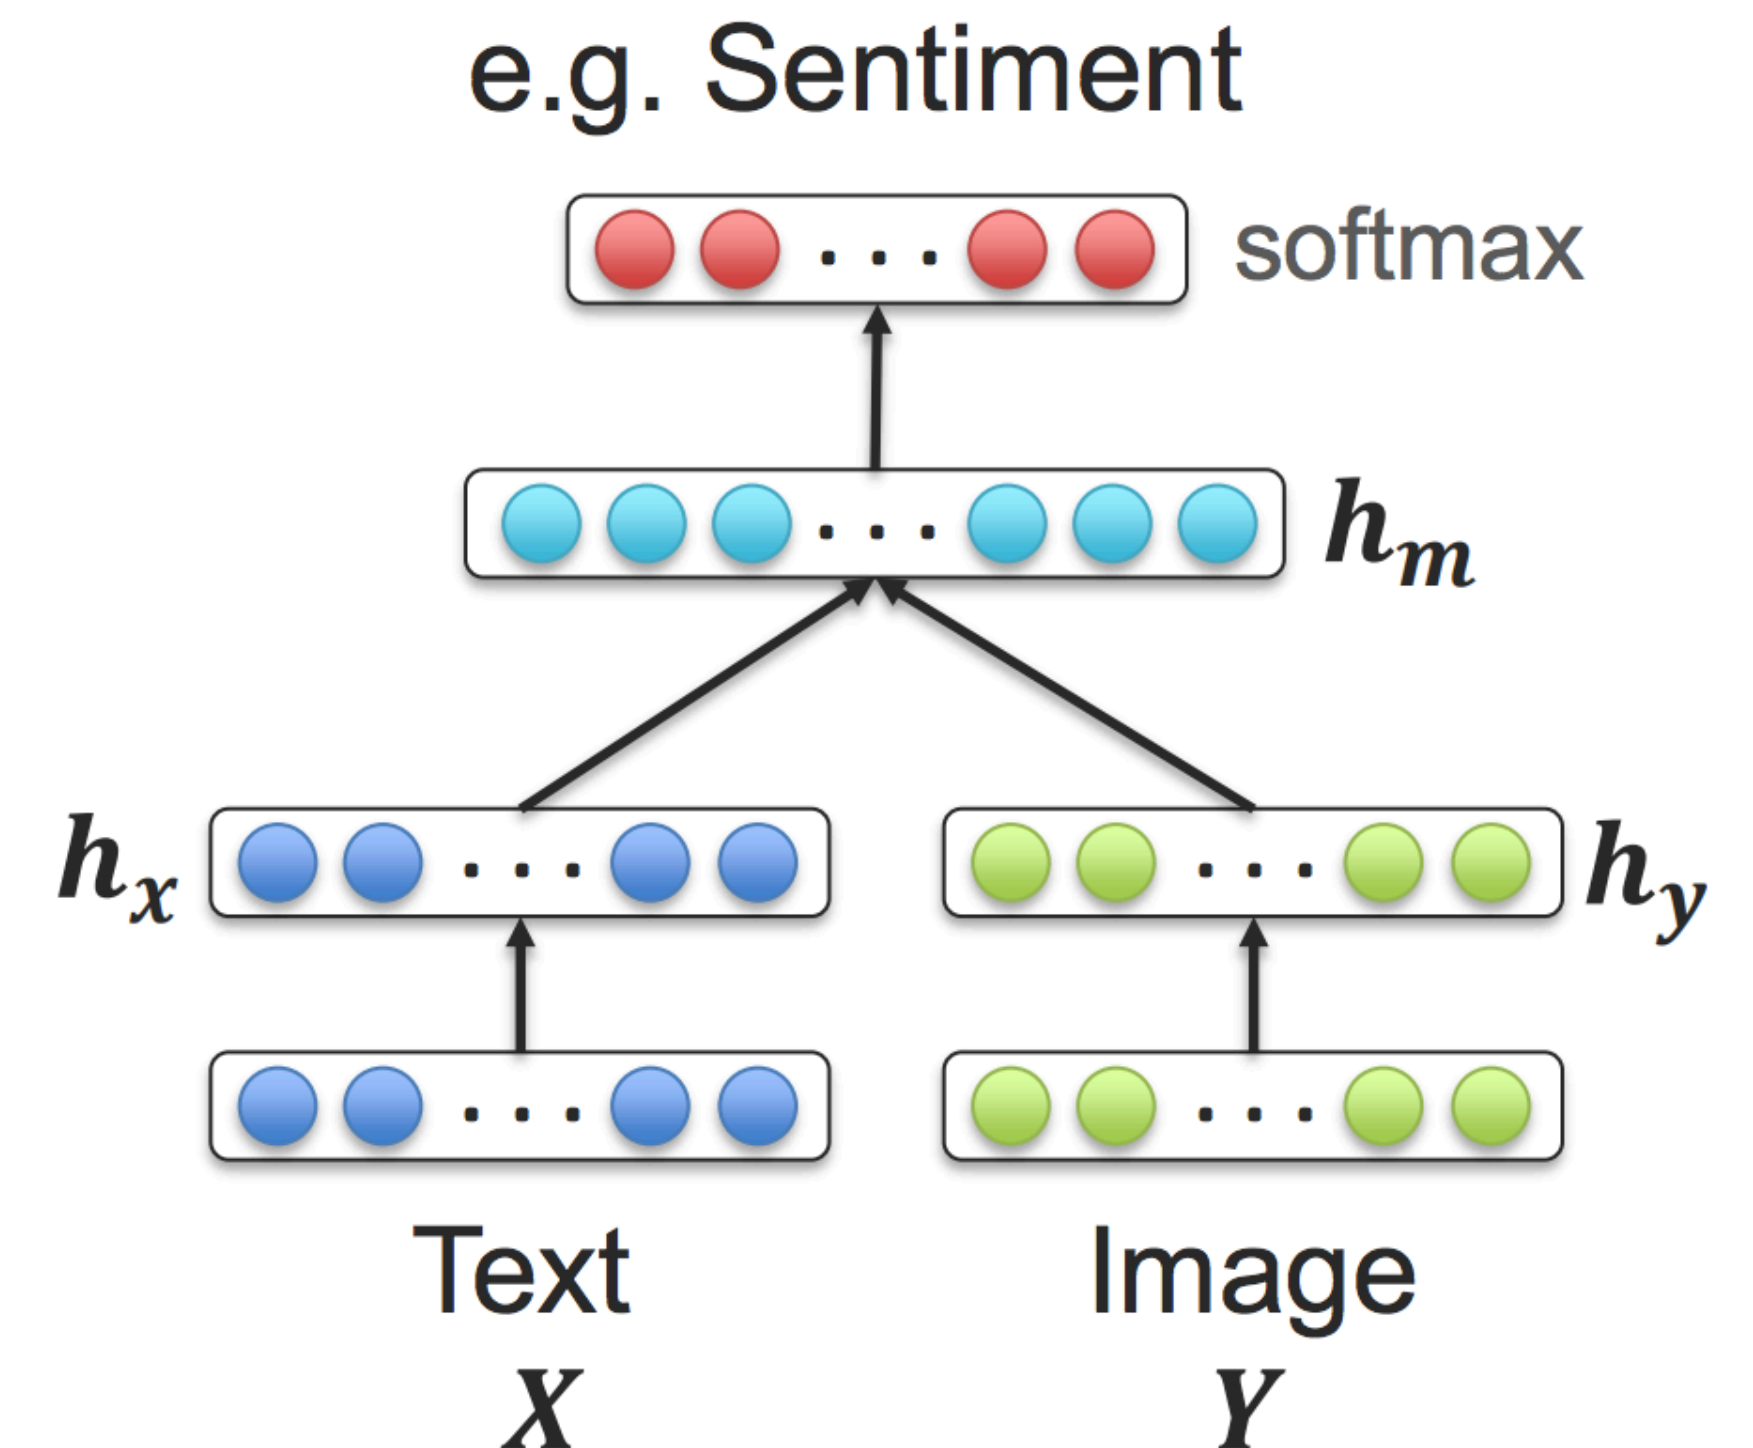 e.g. Sentiment
. . .
softmax
. . .
h_m
h_x
. . .
. . .
h_y
. . .
. . .
Text
Image
X
Y